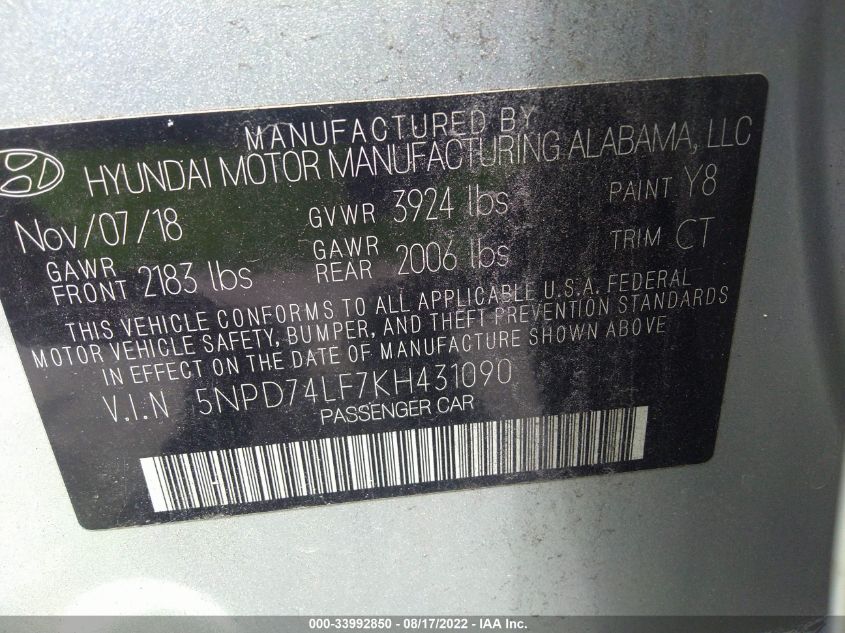 MANUFACTURED BY
HYUNDAI MOTOR MANUFACTURING ALABAMA, LLC
Nov/07/18 GVWR 3924 lbs PAINT Y8
GAWR FRONT 2183 lbs GAWR REAR 2006 lbs TRIM CT
THIS VEHICLE CONFORMS TO ALL APPLICABLE U.S.A. FEDERAL
MOTOR VEHICLE SAFETY, BUMPER, AND THEFT PREVENTION STANDARDS
IN EFFECT ON THE DATE OF MANUFACTURE SHOWN ABOVE
V.I.N 5NPD74LF7KH431090
PASSENGER CAR
000-33992850 - 08/17/2022 - IAA Inc.